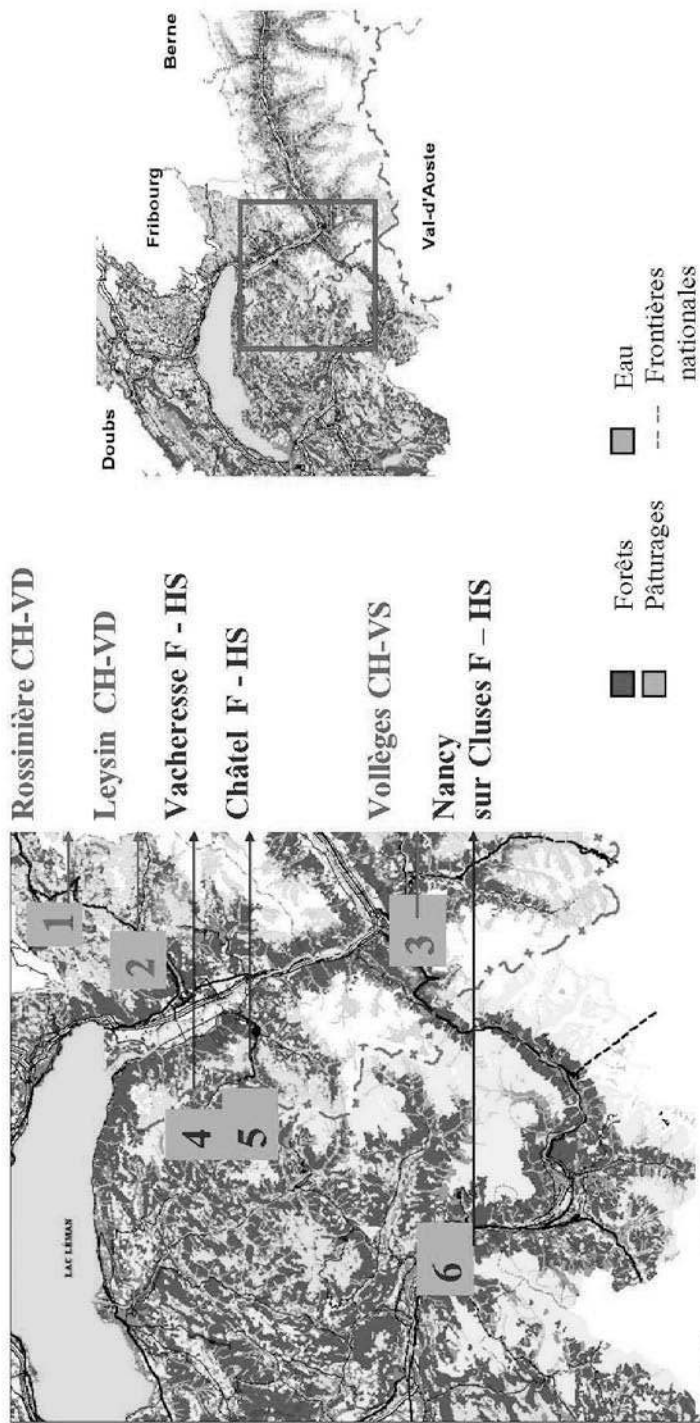 Rossinière CH-VD
Leysin CH-VD
Vacheresse F - HS
Châtel F - HS
Vollèges CH-VS
Nancy
sur Cluses F – HS
LAC LÉMAN
1
2
4
5
3
6
Doubs
Fribourg
Berne
Val-d'Aoste
Forêts
Pâturages
Eau
Frontières
nationales